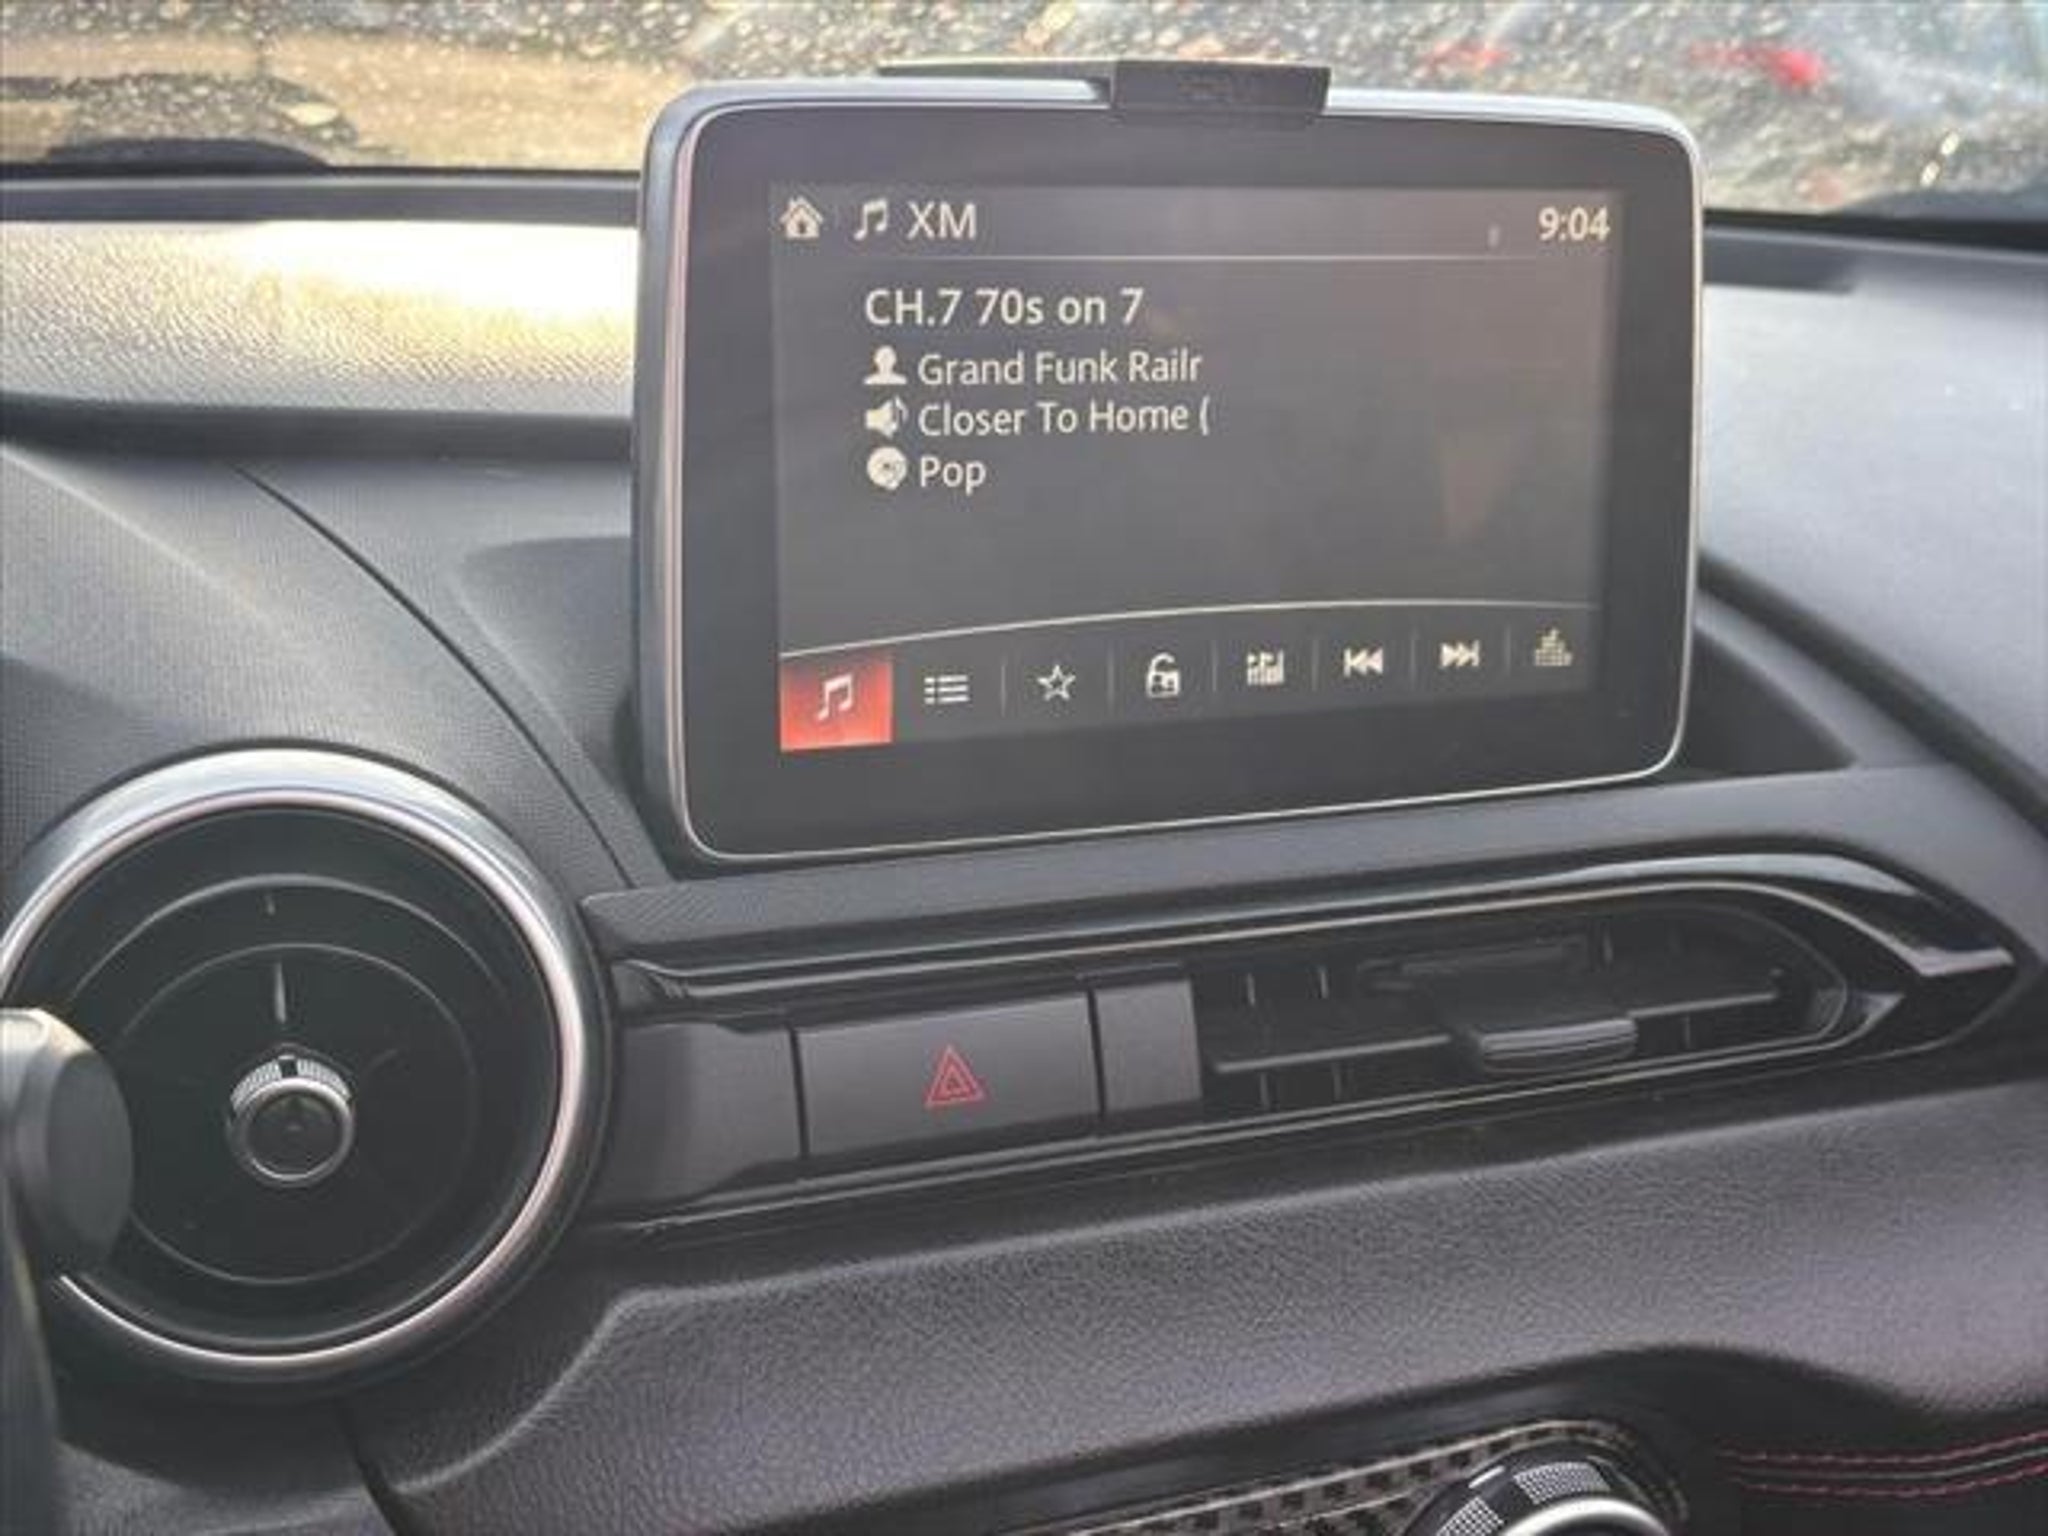 XM 9:04
CH.7 70s on 7
Grand Funk Railr
Closer To Home (
Pop